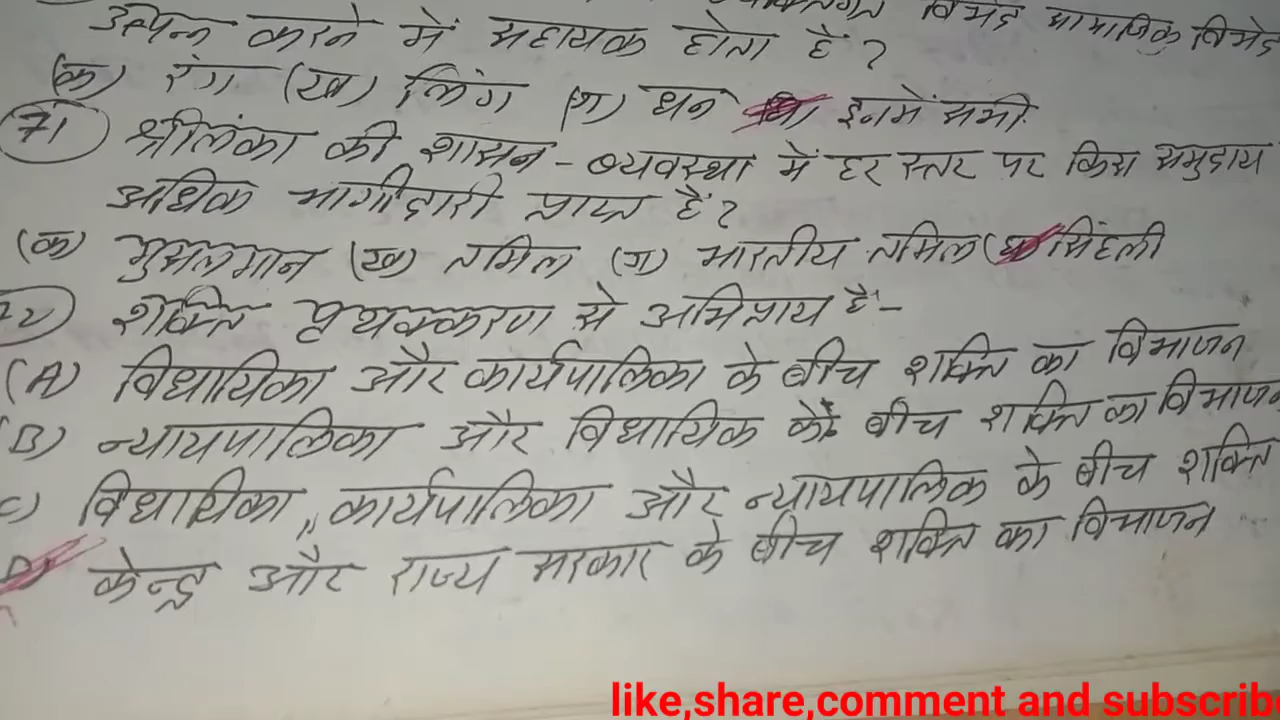 विभेद सामाजिक विभेद
उत्पन्न करने में सहायक होता है?
(क) रंग (ख) लिंग (ग) धन (घ) इनमें सभी
71 श्रीलंका की शासन - व्यवस्था में हर स्तर पर किस समुदाय
अधिक भागीदारी प्राप्त है?
(क) मुसलमान (ख) तमिल (ग) भारतीय तमिल (घ) सिंहली
72 शक्ति पृथक्करण से अभिप्राय है -
(A) विधायिका और कार्यपालिका के बीच शक्ति का विभाजन
(B) न्यायपालिका और विधायिक के बीच शक्ति का विभाजन
C) विधायिका, कार्यपालिका और न्यायपालिक के बीच शक्ति
D) केन्द्र और राज्य सरकार के बीच शक्ति का विभाजन
like,share,comment and subscrib